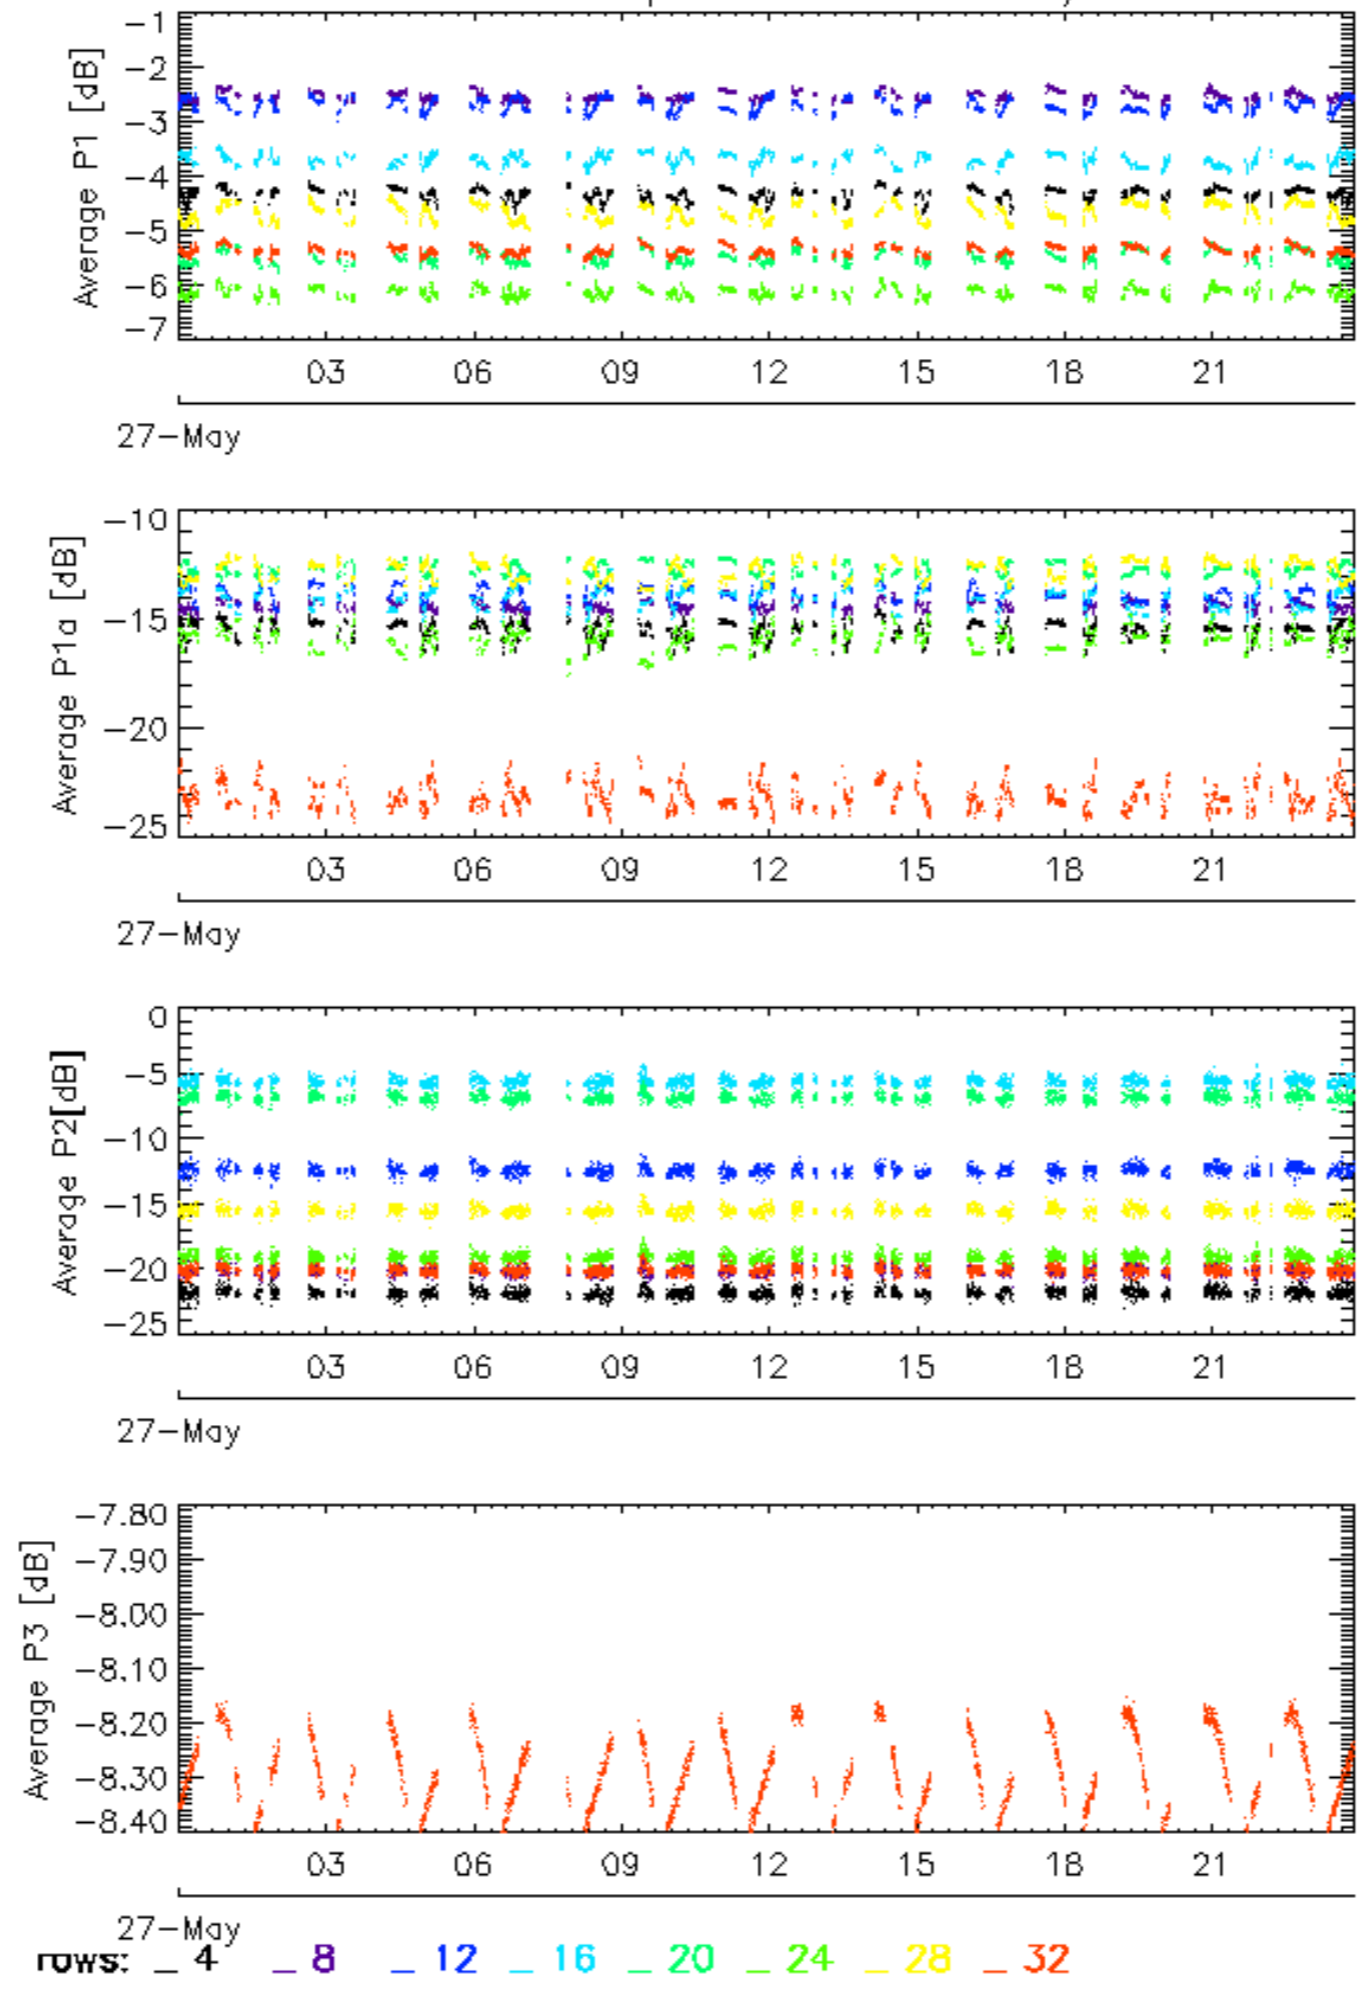 Average P1 [dB]
-1
-2
-3
-4
-5
-6
-7
03 06 09 12 15 18 21
27-May
Average P1a [dB]
-10
-15
-20
-25
03 06 09 12 15 18 21
27-May
Average P2[dB]
0
-5
-10
-15
-20
-25
03 06 09 12 15 18 21
27-May
Average P3 [dB]
-7.80
-7.90
-8.00
-8.10
-8.20
-8.30
-8.40
03 06 09 12 15 18 21
27-May
rows: _ 4 _ 8 _ 12 _ 16 _ 20 _ 24 _ 28 _ 32